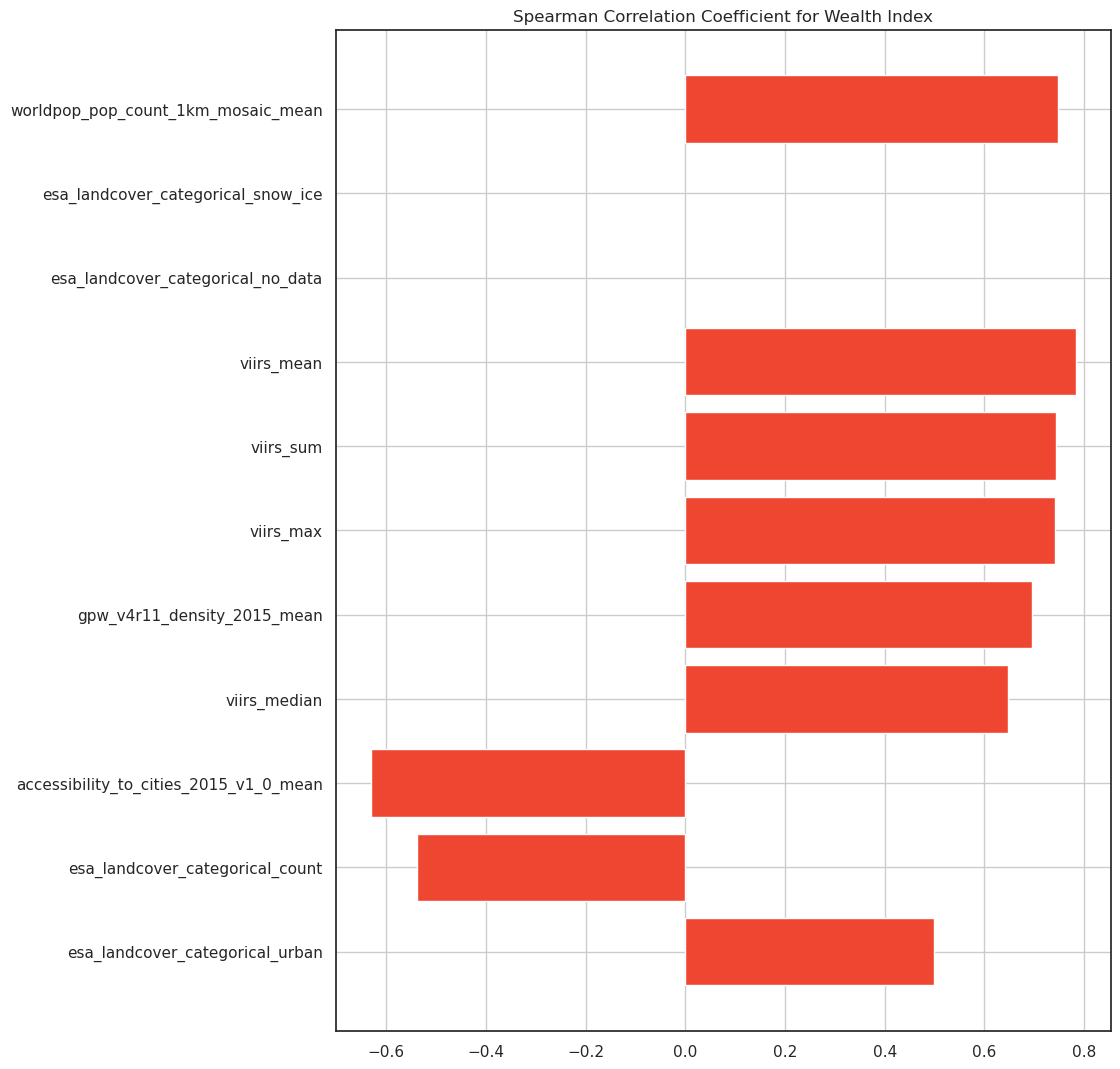 Spearman Correlation Coefficient for Wealth Index
worldpop_pop_count_1km_mosaic_mean
esa_landcover_categorical_snow_ice
esa_landcover_categorical_no_data
viirs_mean
viirs_sum
viirs_max
gpw_v4r11_density_2015_mean
viirs_median
accessibility_to_cities_2015_v1_0_mean
esa_landcover_categorical_count
esa_landcover_categorical_urban
−0.6 −0.4 −0.2 0.0 0.2 0.4 0.6 0.8